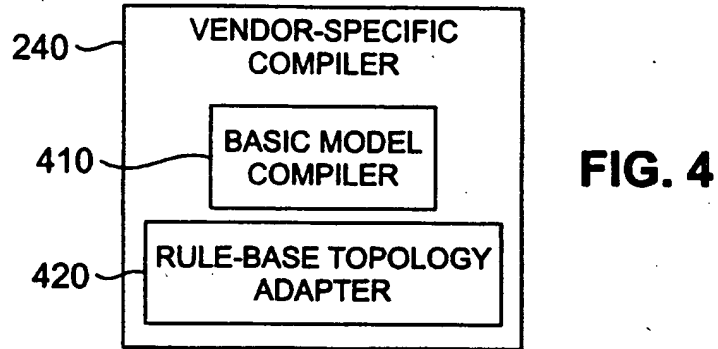 240
VENDOR-SPECIFIC
COMPILER
410
BASIC MODEL
COMPILER
FIG. 4
420
RULE-BASE TOPOLOGY
ADAPTER